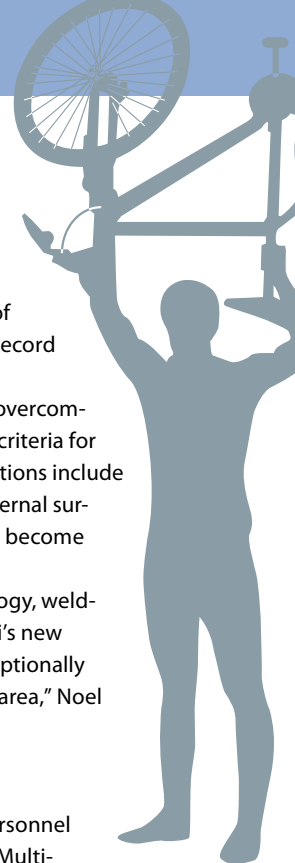 of
ecord
overcom-
criteria for
tions include
ernal sur-
become
ogy, weld-
i's new
ptionally
area," Noel
rsonnel
Multi-